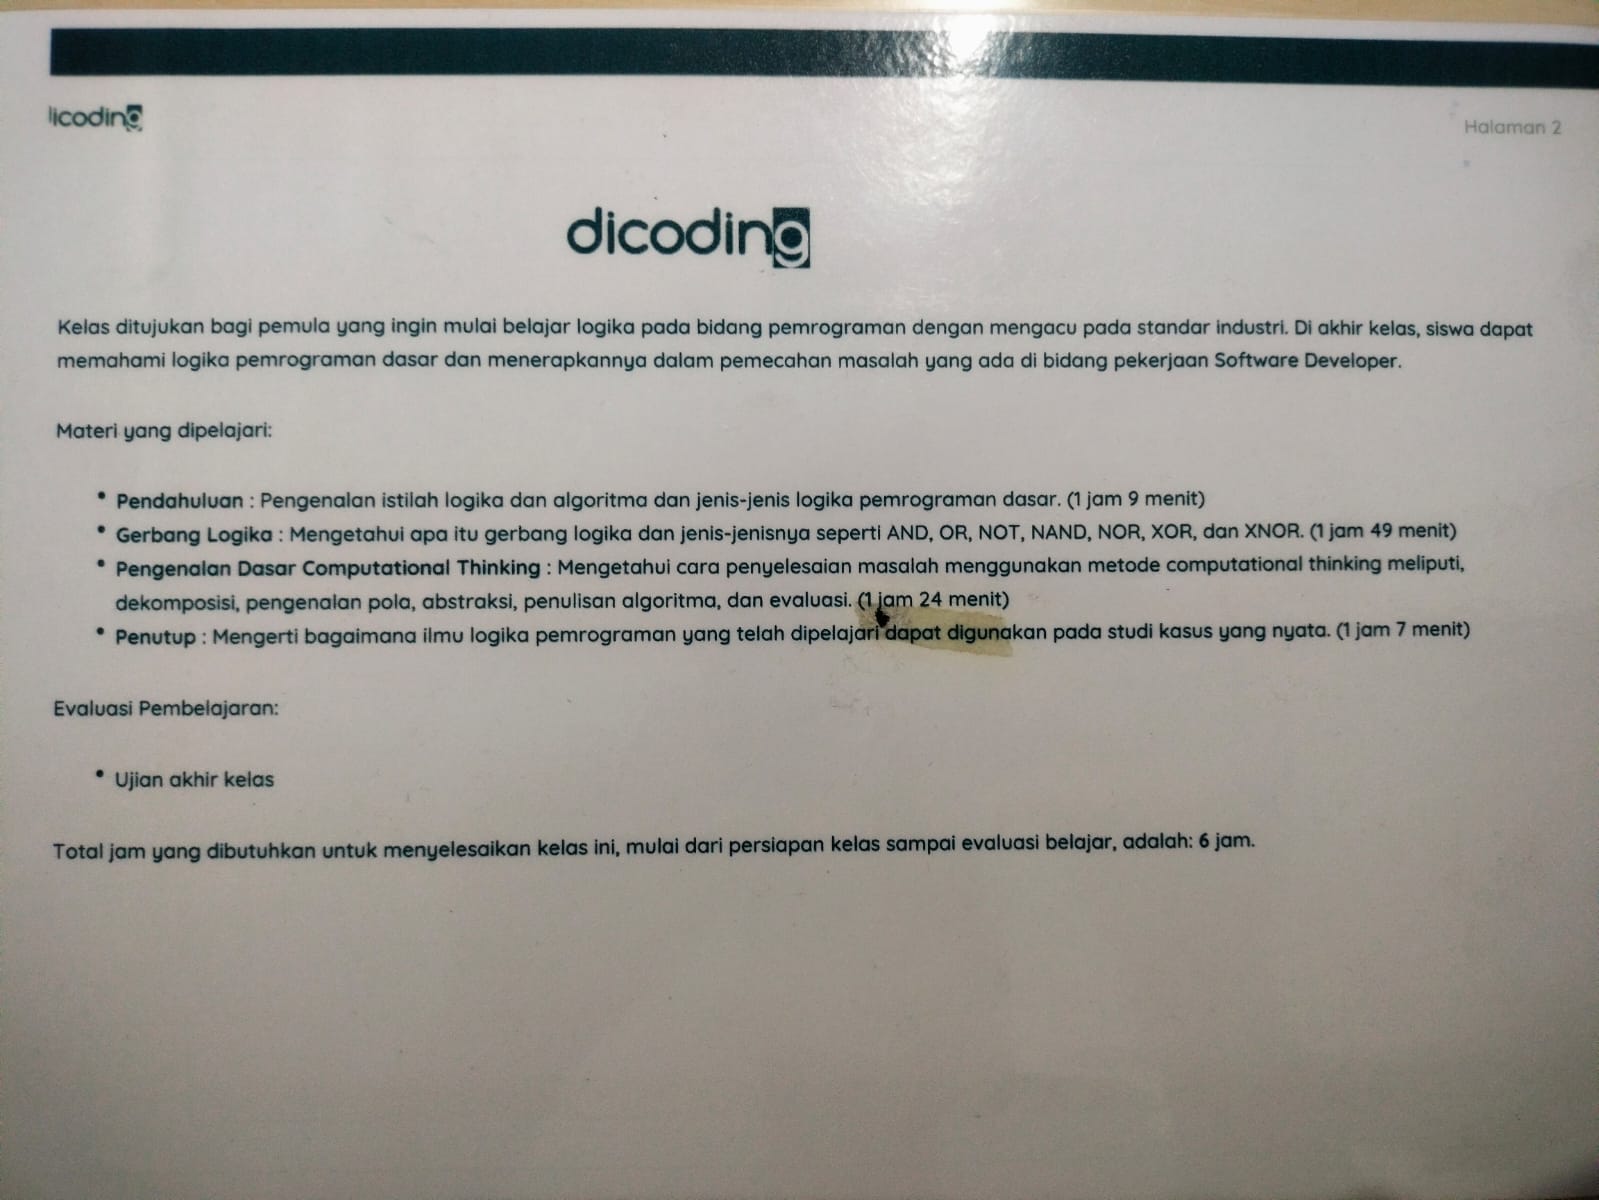 licoding
Halaman 2
dicoding
Kelas ditujukan bagi pemula yang ingin mulai belajar logika pada bidang pemrograman dengan mengacu pada standar industri. Di akhir kelas, siswa dapat
memahami logika pemrograman dasar dan menerapkannya dalam pemecahan masalah yang ada di bidang pekerjaan Software Developer.
Materi yang dipelajari:
• Pendahuluan : Pengenalan istilah logika dan algoritma dan jenis-jenis logika pemrograman dasar. (1 jam 9 menit)
• Gerbang Logika : Mengetahui apa itu gerbang logika dan jenis-jenisnya seperti AND, OR, NOT, NAND, NOR, XOR, dan XNOR. (1 jam 49 menit)
• Pengenalan Dasar Computational Thinking : Mengetahui cara penyelesaian masalah menggunakan metode computational thinking meliputi,
dekomposisi, pengenalan pola, abstraksi, penulisan algoritma, dan evaluasi. (1 jam 24 menit)
• Penutup : Mengerti bagaimana ilmu logika pemrograman yang telah dipelajari dapat digunakan pada studi kasus yang nyata. (1 jam 7 menit)
Evaluasi Pembelajaran:
• Ujian akhir kelas
Total jam yang dibutuhkan untuk menyelesaikan kelas ini, mulai dari persiapan kelas sampai evaluasi belajar, adalah: 6 jam.